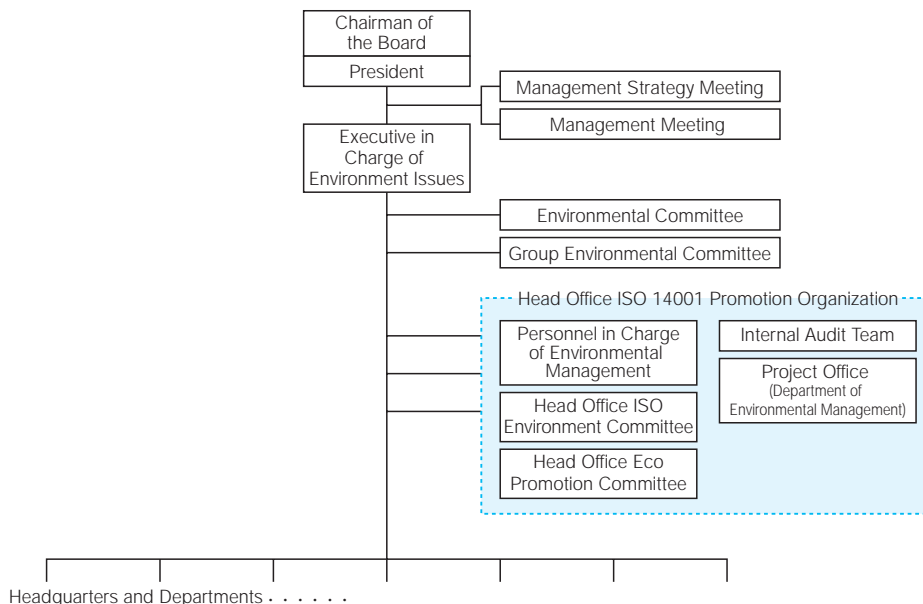 Chairman of
the Board
President
Management Strategy Meeting
Management Meeting
Executive in
Charge of
Environment Issues
Environmental Committee
Group Environmental Committee
Head Office ISO 14001 Promotion Organization
Personnel in Charge
of Environmental
Management
Internal Audit Team
Project Office
(Department of
Environmental Management)
Head Office ISO
Environment Committee
Head Office Eco
Promotion Committee
Headquarters and Departments · · · · · ·